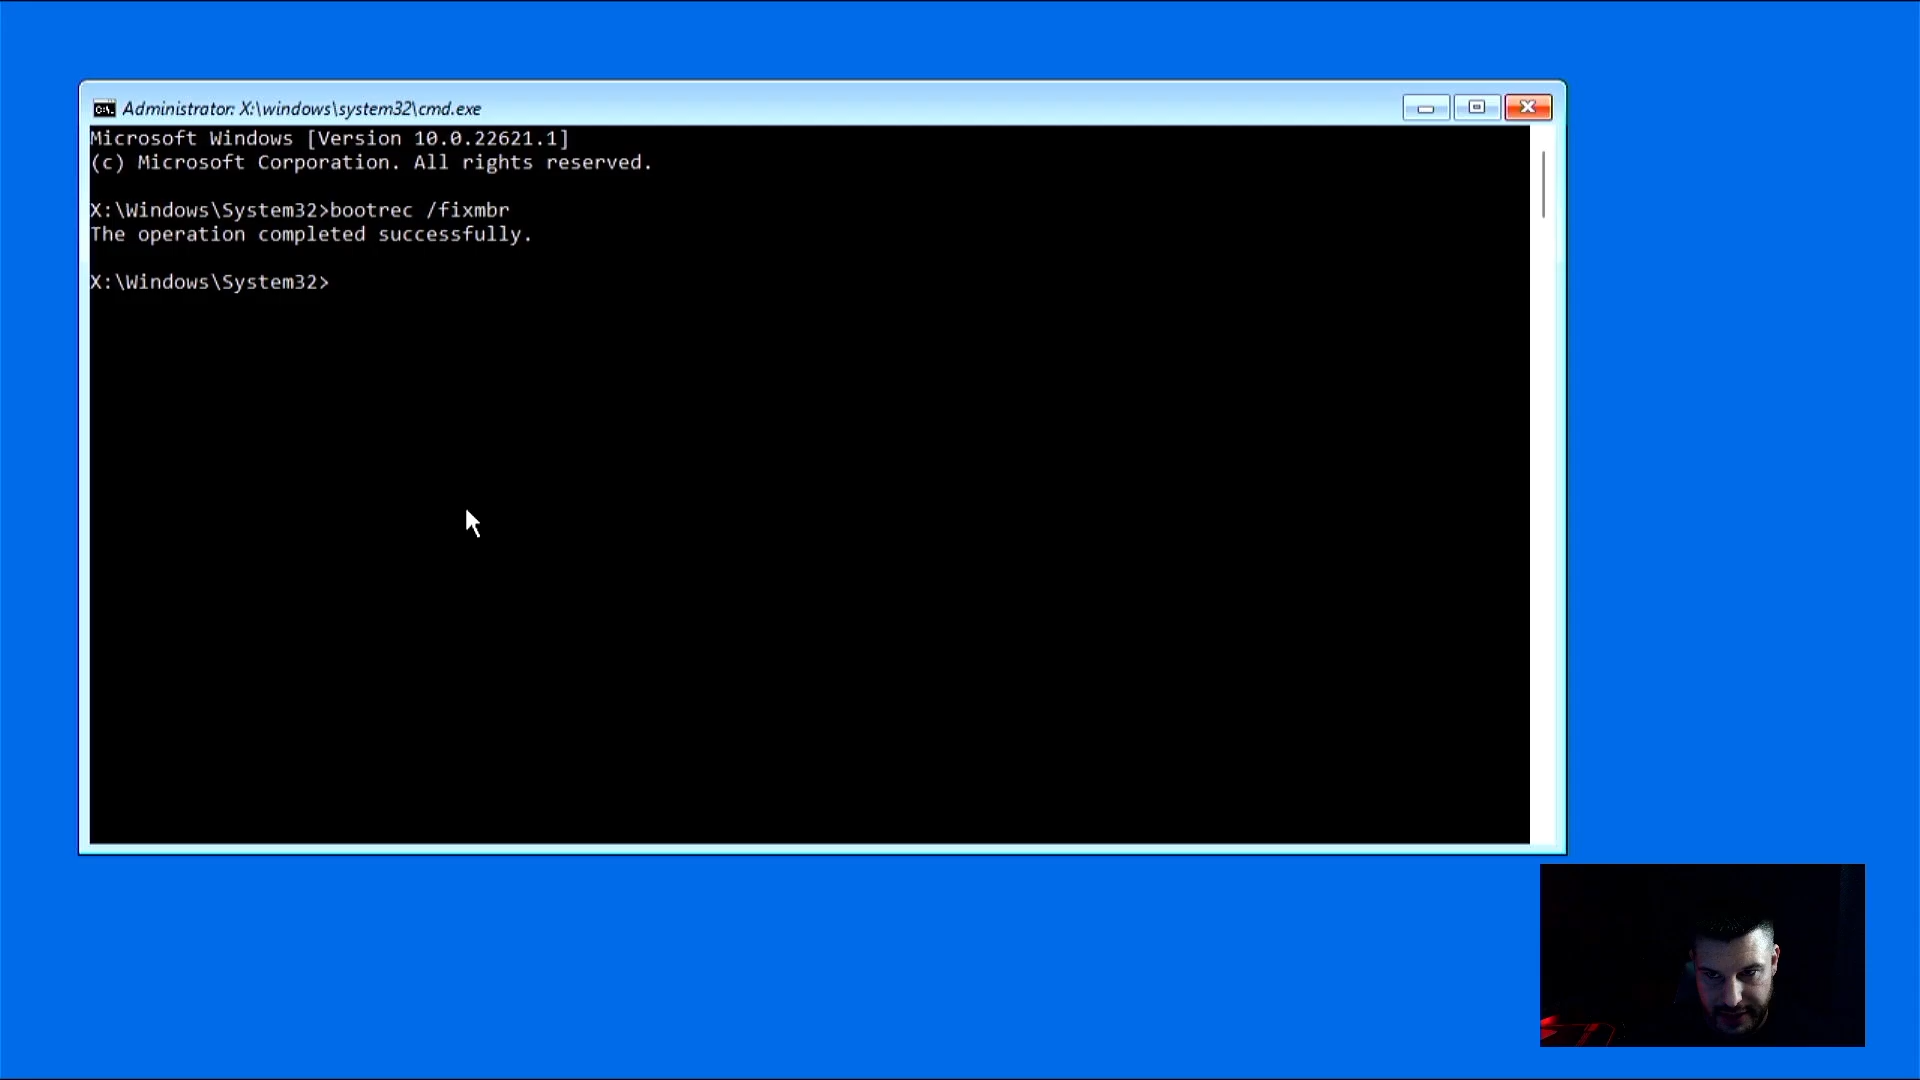 Administrator: X:\windows\system32\cmd.exe
Microsoft Windows [Version 10.0.22621.1]
(c) Microsoft Corporation. All rights reserved.
X:\Windows\System32>bootrec /fixmbr
The operation completed successfully.
X:\Windows\System32>